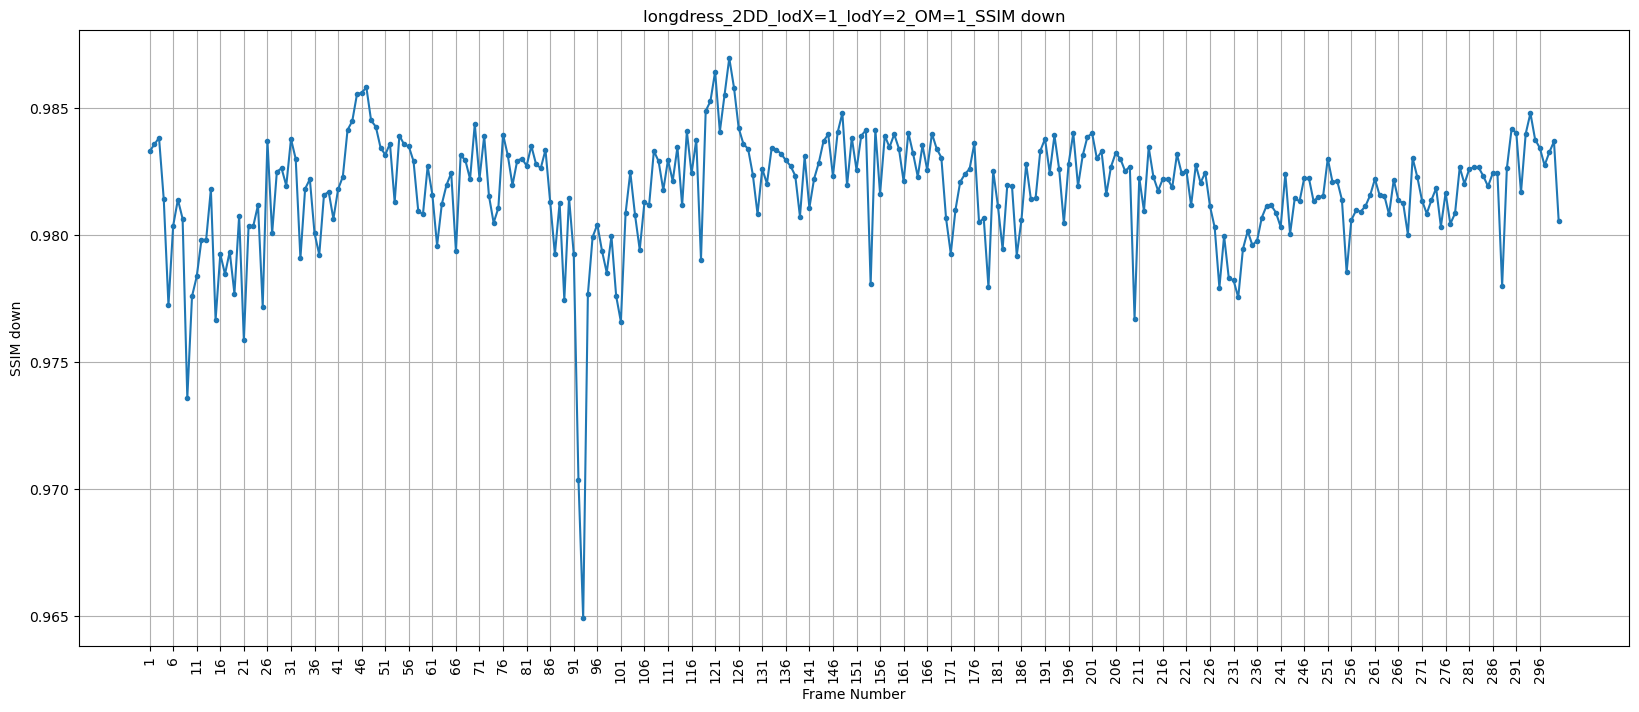 longdress_2DD_lodX=1_lodY=2_OM=1_SSIM down
SSIM down
0.985
0.980
0.975
0.970
0.965
1 6 11 16 21 26 31 36 41 46 51 56 61 66 71 76 81 86 91 96 101 106 111 116 121 126 131 136 141 146 151 156 161 166 171 176 181 186 191 196 201 206 211 216 221 226 231 236 241 246 251 256 261 266 271 276 281 286 291 296
Frame Number